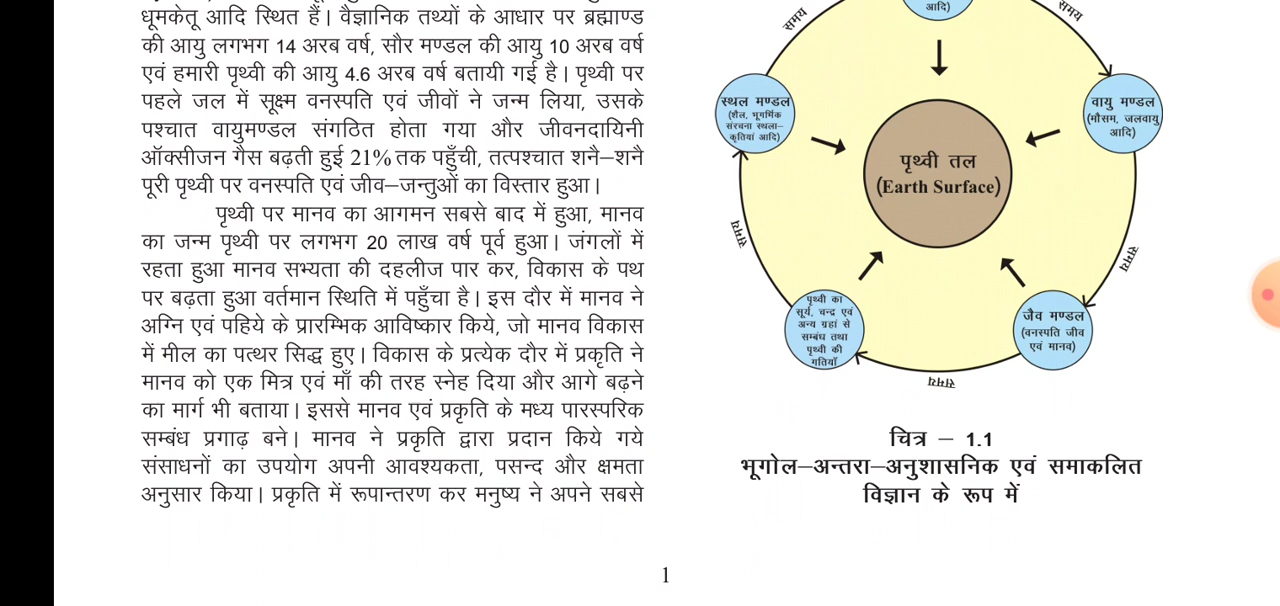 धूमकेतू आदि स्थित हैं। वैज्ञानिक तथ्यों के आधार पर ब्रह्माण्ड
की आयु लगभग 14 अरब वर्ष, सौर मण्डल की आयु 10 अरब वर्ष
एवं हमारी पृथ्वी की आयु 4.6 अरब वर्ष बतायी गई है। पृथ्वी पर
पहले जल में सूक्ष्म वनस्पति एवं जीवों ने जन्म लिया, उसके
पश्चात वायुमण्डल संगठित होता गया और जीवनदायिनी
ऑक्सीजन गैस बढ़ती हुई 21% तक पहुँची, तत्पश्चात शनै–शनै
पूरी पृथ्वी पर वनस्पति एवं जीव–जन्तुओं का विस्तार हुआ।
पृथ्वी पर मानव का आगमन सबसे बाद में हुआ, मानव
का जन्म पृथ्वी पर लगभग 20 लाख वर्ष पूर्व हुआ। जंगलों में
रहता हुआ मानव सभ्यता की दहलीज पार कर, विकास के पथ
पर बढ़ता हुआ वर्तमान स्थिति में पहुँचा है। इस दौर में मानव ने
अग्नि एवं पहिये के प्रारम्भिक आविष्कार किये, जो मानव विकास
में मील का पत्थर सिद्ध हुए। विकास के प्रत्येक दौर में प्रकृति ने
मानव को एक मित्र एवं माँ की तरह स्नेह दिया और आगे बढ़ने
का मार्ग भी बताया। इससे मानव एवं प्रकृति के मध्य पारस्परिक
सम्बंध प्रगाढ़ बने। मानव ने प्रकृति द्वारा प्रदान किये गये
संसाधनों का उपयोग अपनी आवश्यकता, पसन्द और क्षमता
अनुसार किया। प्रकृति में रूपान्तरण कर मनुष्य ने अपने सबसे
आदि)
समय
समय
स्थल मण्डल
(शैल, भूगर्भिक
संरचना स्थला–
कृतियां आदि)
वायु मण्डल
(मौसम, जलवायु
आदि)
पृथ्वी तल
(Earth Surface)
समय
समय
पृथ्वी का
सूर्य, चन्द्र एवं
अन्य ग्रहां से
सम्बंध तथा
पृथ्वी की
गतियाँ
जैव मण्डल
(वनस्पति जीव
एवं मानव)
समय
चित्र – 1.1
भूगोल–अन्तरा–अनुशासनिक एवं समाकलित
विज्ञान के रूप में
1